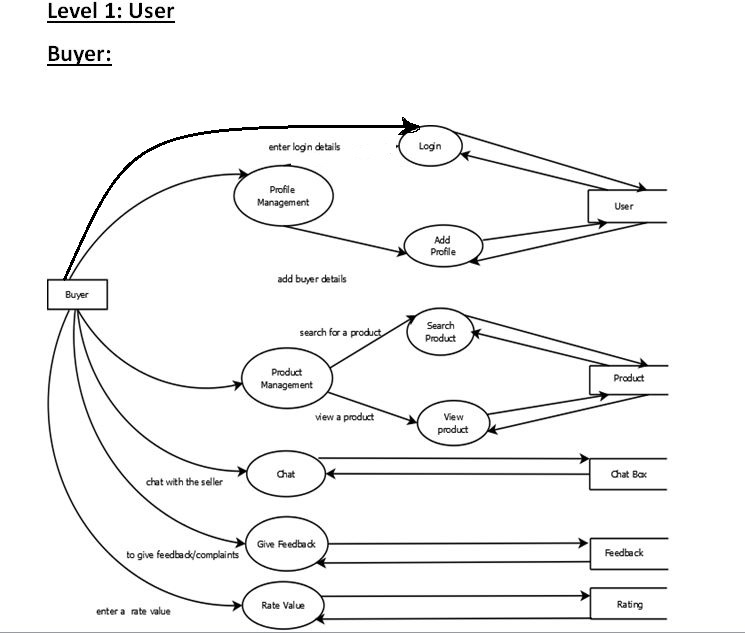 Level 1: User
Buyer:
enter login details
Login
Profile
Management
User
Add
Profile
add buyer details
Buyer
search for a product
Search
Product
Product
Management
Product
view a product
View
product
Chat
Chat Box
chat with the seller
Give Feedback
Feedback
to give feedback/complaints
Rate Value
Rating
enter a rate value